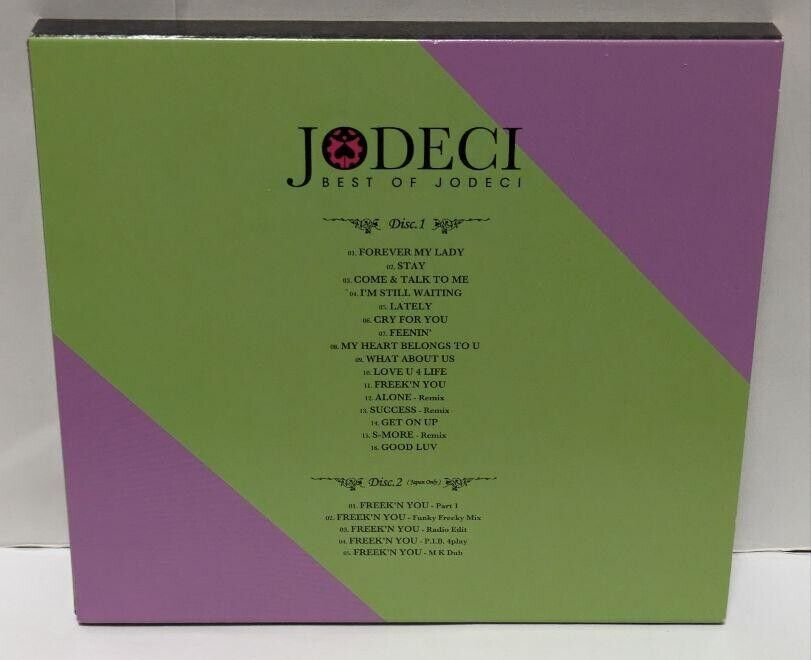 JODECI
BEST OF JODECI
Disc.1
01. FOREVER MY LADY
02. STAY
03. COME & TALK TO ME
04. I'M STILL WAITING
05. LATELY
06. CRY FOR YOU
07. FEENIN'
08. MY HEART BELONGS TO U
09. WHAT ABOUT US
10. LOVE U 4 LIFE
11. FREEK'N YOU
12. ALONE - Remix
13. SUCCESS - Remix
14. GET ON UP
15. S-MORE - Remix
16. GOOD LUV
Disc.2 (Japan Only)
01. FREEK'N YOU - Part 1
02. FREEK'N YOU - Funky Freeky Mix
03. FREEK'N YOU - Radio Edit
04. FREEK'N YOU - P.I.B. 4play
05. FREEK'N YOU - M K Dub